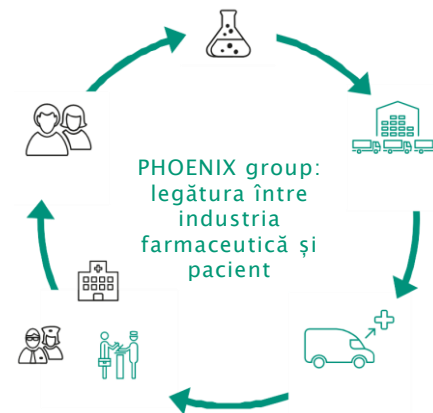 PHOENIX group:
legătura între
industria
farmaceutică și
pacient